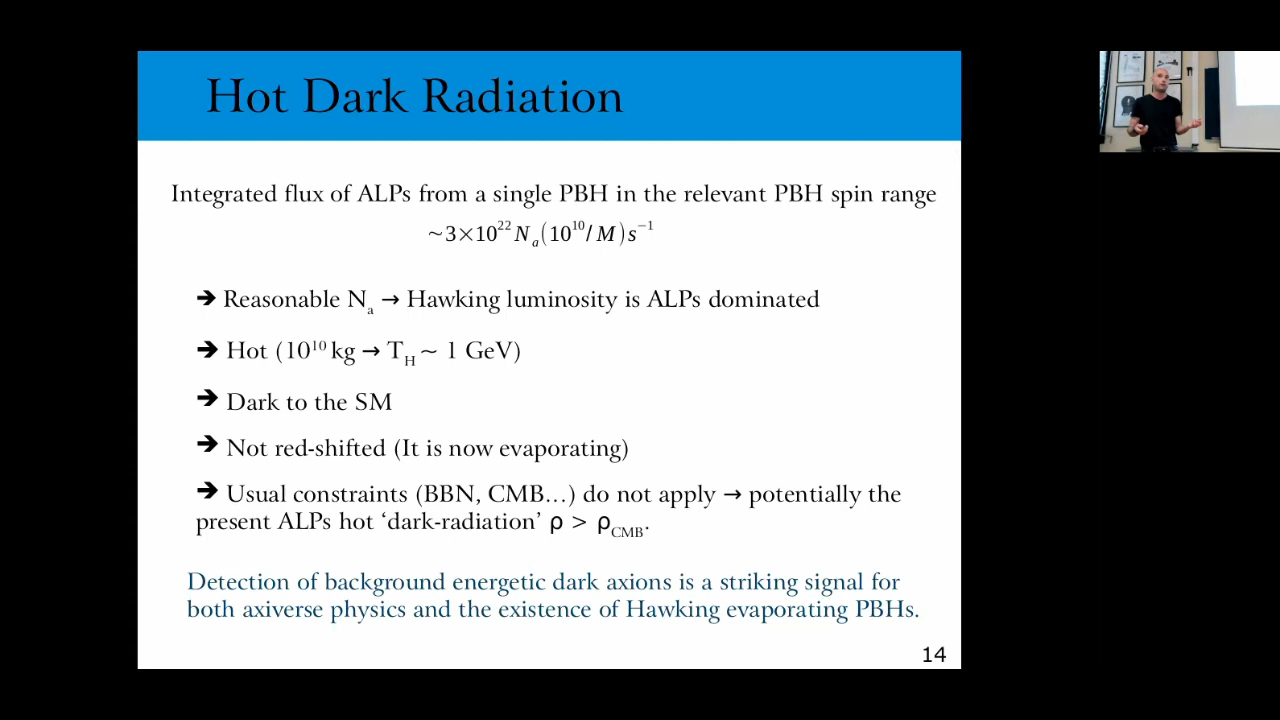 Hot Dark Radiation
Integrated flux of ALPs from a single PBH in the relevant PBH spin range
~3×10²² Nₐ(10¹⁰/M)s⁻¹
➔ Reasonable Nₐ → Hawking luminosity is ALPs dominated
➔ Hot (10¹⁰ kg → T_H ~ 1 GeV)
➔ Dark to the SM
➔ Not red-shifted (It is now evaporating)
➔ Usual constraints (BBN, CMB…) do not apply → potentially the
present ALPs hot ‘dark-radiation’ ρ > ρ_CMB.
Detection of background energetic dark axions is a striking signal for
both axiverse physics and the existence of Hawking evaporating PBHs.
14